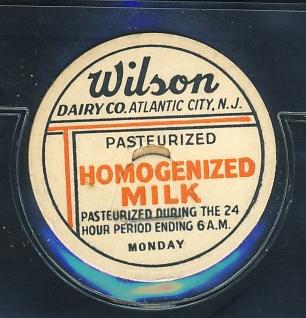 Wilson
DAIRY CO. ATLANTIC CITY, N.J.
PASTEURIZED
HOMOGENIZED
MILK
PASTEURIZED DURING THE 24
HOUR PERIOD ENDING 6 A.M.
MONDAY